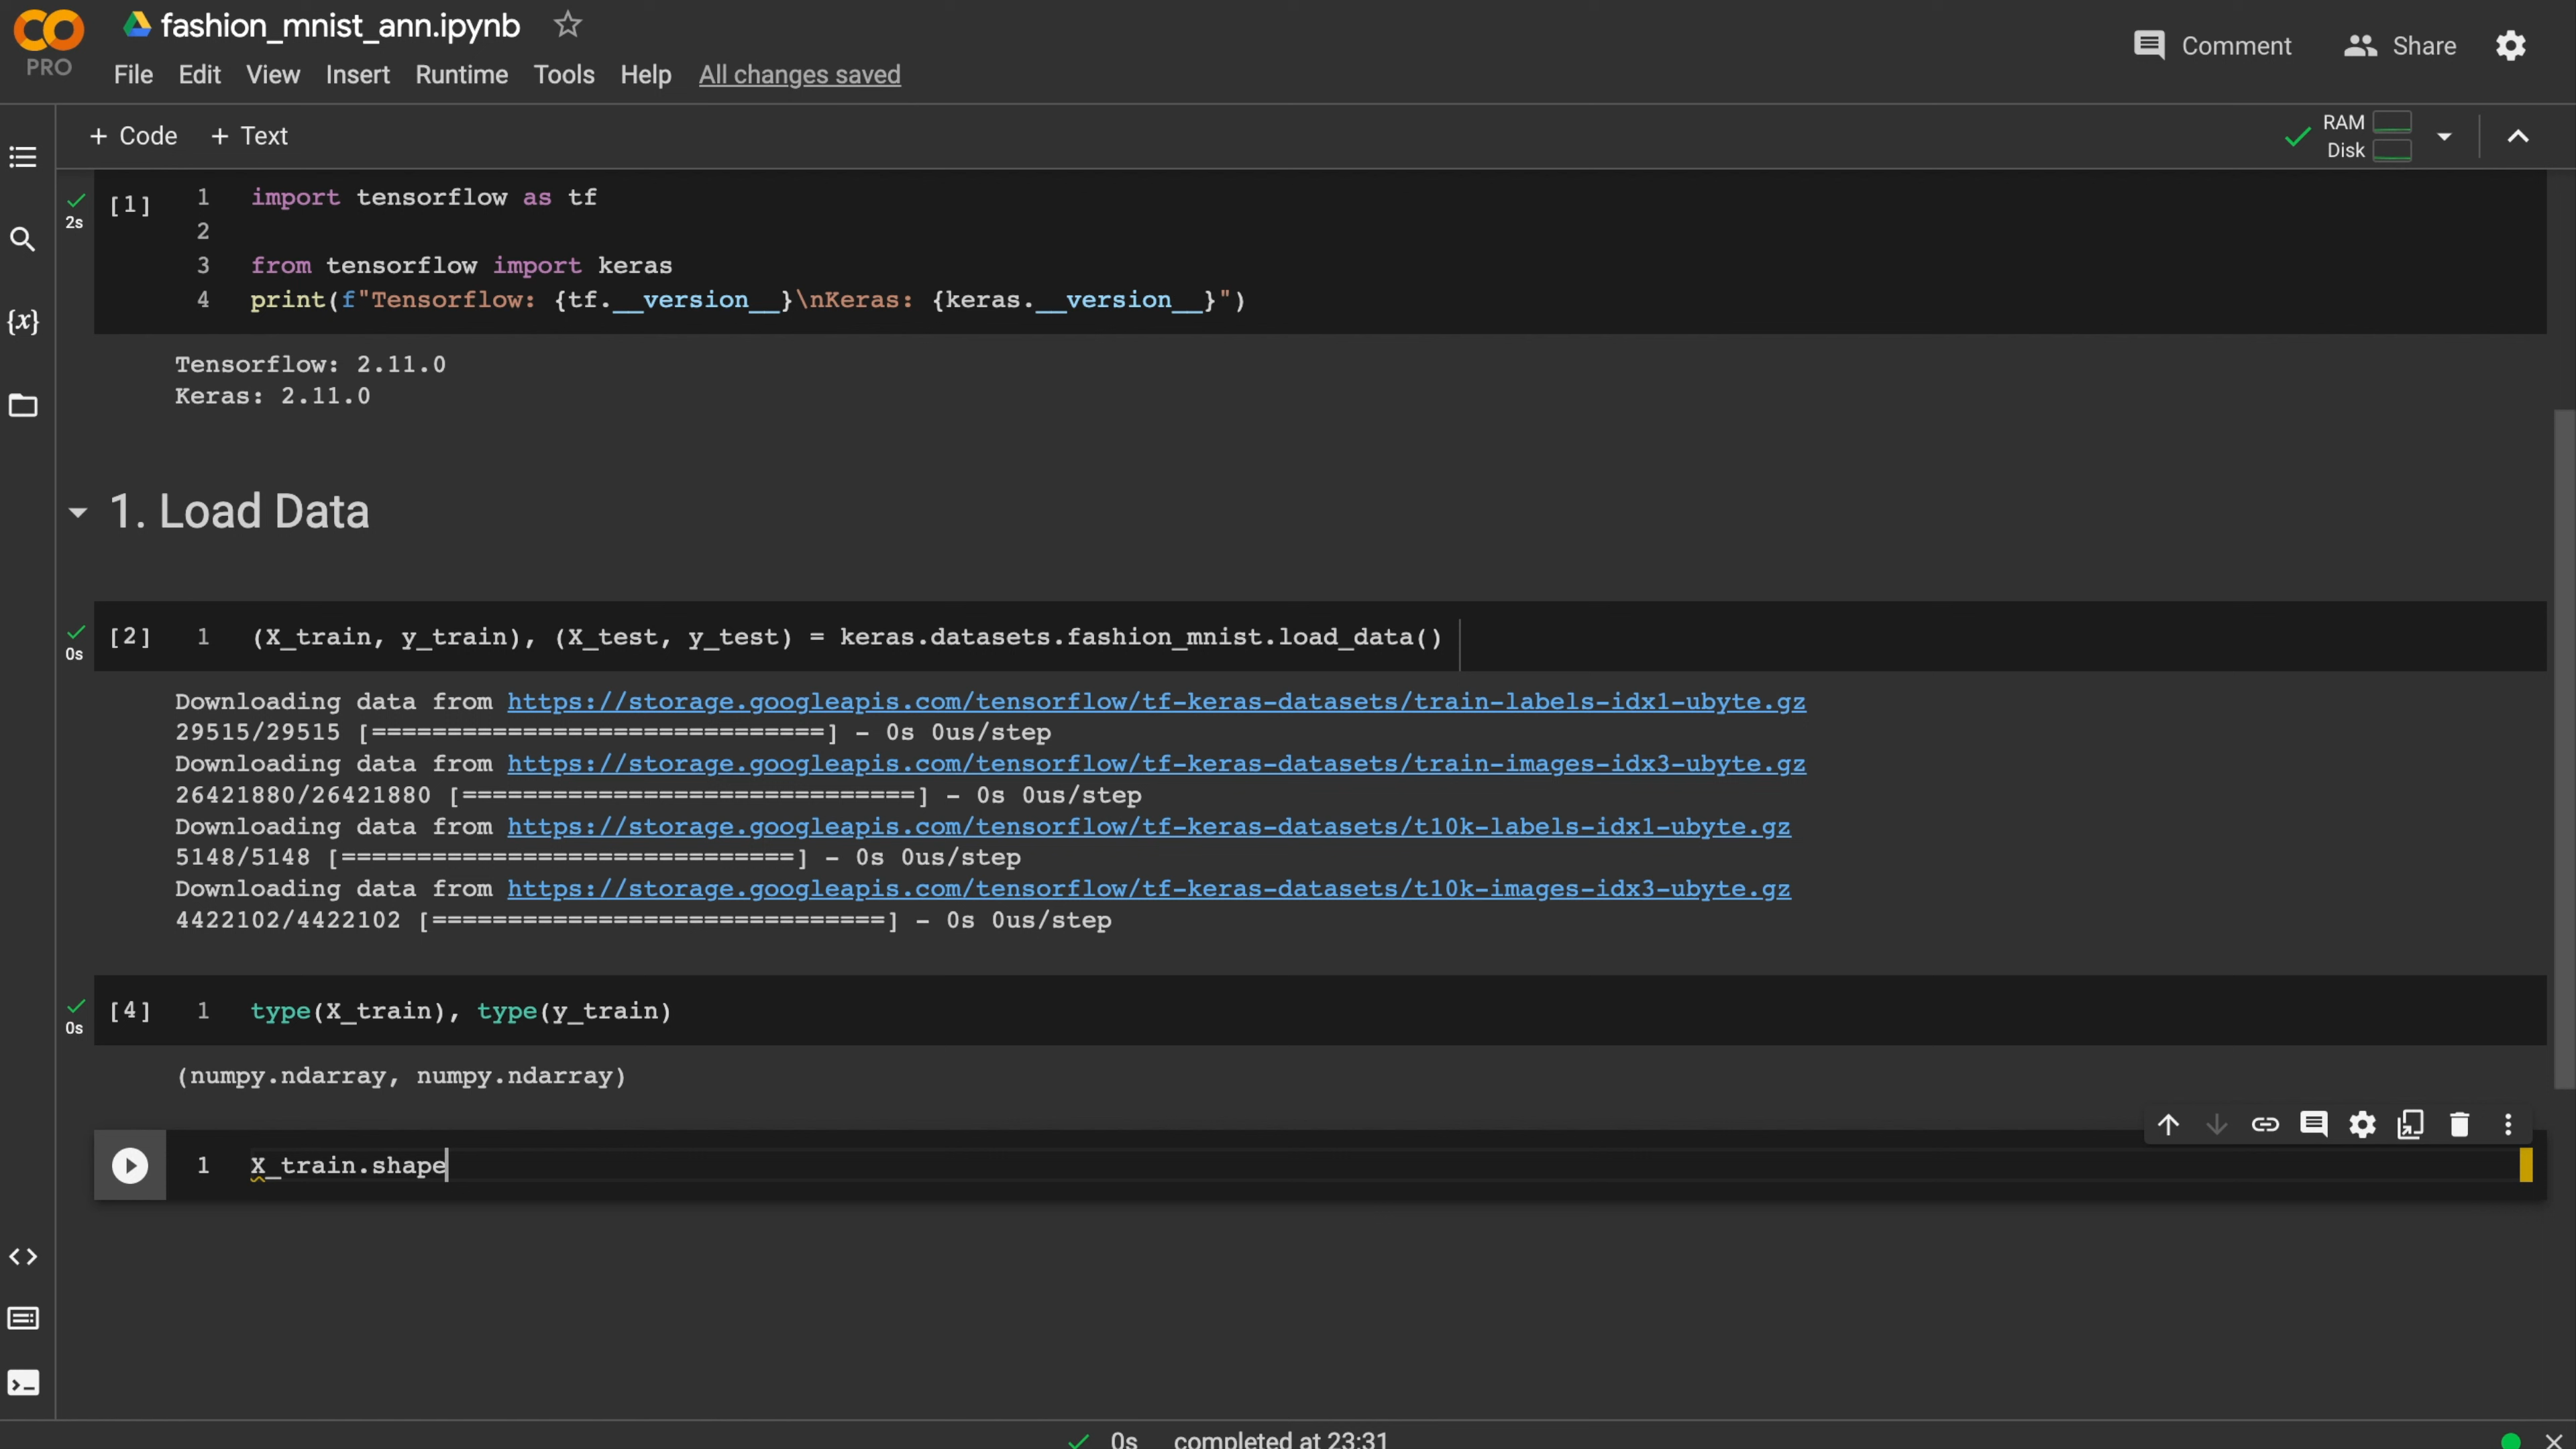 fashion_mnist_ann.ipynb
PRO
File Edit View Insert Runtime Tools Help All changes saved
Comment Share
+ Code + Text
RAM
Disk
2s
[1]
1 import tensorflow as tf
2
3 from tensorflow import keras
4 print(f"Tensorflow: {tf.__version__}\nKeras: {keras.__version__}")
Tensorflow: 2.11.0
Keras: 2.11.0
1. Load Data
0s
[2] 1 (X_train, y_train), (X_test, y_test) = keras.datasets.fashion_mnist.load_data()
Downloading data from https://storage.googleapis.com/tensorflow/tf-keras-datasets/train-labels-idx1-ubyte.gz
29515/29515 [==============================] - 0s 0us/step
Downloading data from https://storage.googleapis.com/tensorflow/tf-keras-datasets/train-images-idx3-ubyte.gz
26421880/26421880 [==============================] - 0s 0us/step
Downloading data from https://storage.googleapis.com/tensorflow/tf-keras-datasets/t10k-labels-idx1-ubyte.gz
5148/5148 [==============================] - 0s 0us/step
Downloading data from https://storage.googleapis.com/tensorflow/tf-keras-datasets/t10k-images-idx3-ubyte.gz
4422102/4422102 [==============================] - 0s 0us/step
0s
[4] 1 type(X_train), type(y_train)
(numpy.ndarray, numpy.ndarray)
1 X_train.shape
0s completed at 23:31